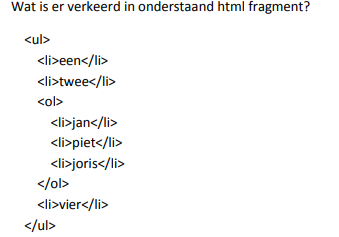 Wat is er verkeerd in onderstaand html fragment?
<ul>
<li>een</li>
<li>twee</li>
<ol>
<li>jan</li>
<li>piet</li>
<li>joris</li>
</ol>
<li>vier</li>
</ul>